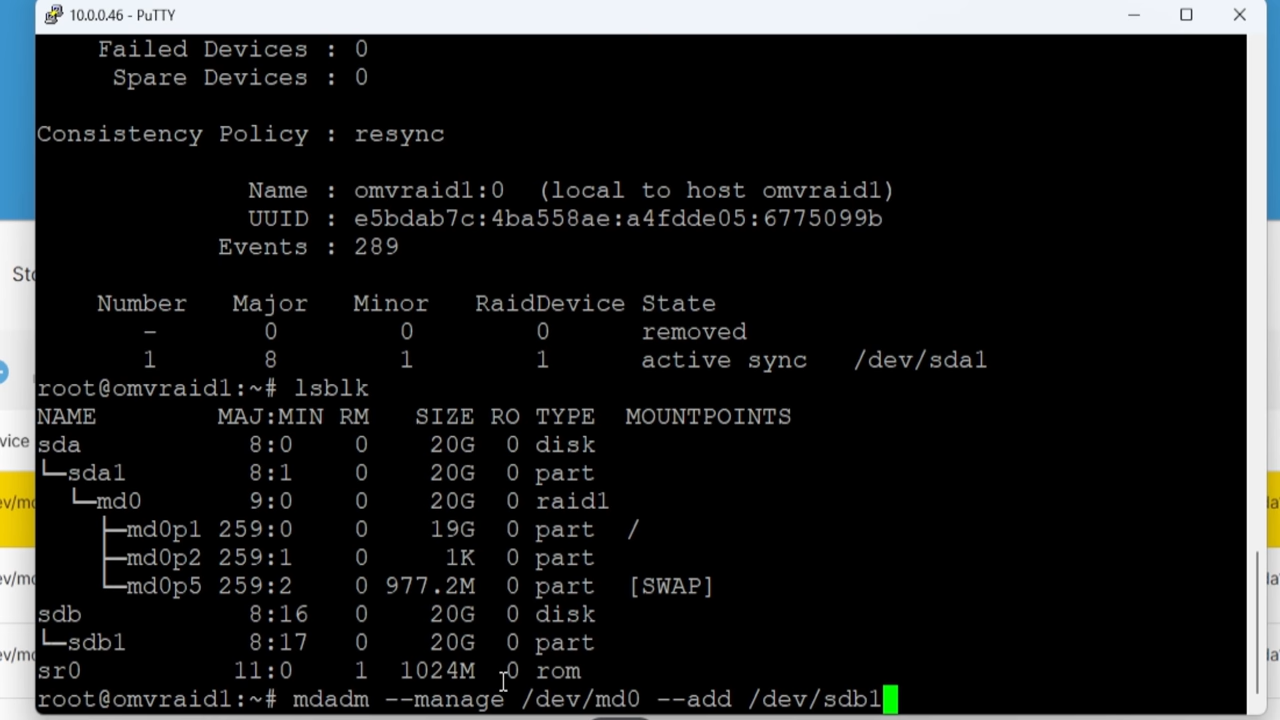 10.0.0.46 - PuTTY
Failed Devices : 0
Spare Devices : 0
Consistency Policy : resync
Name : omvraid1:0  (local to host omvraid1)
UUID : e5bdab7c:4ba558ae:a4fdde05:6775099b
Events : 289
Number   Major   Minor   RaidDevice State
-       0        0        0      removed
1       8        1        1      active sync   /dev/sda1
root@omvraid1:~# lsblk
NAME        MAJ:MIN RM   SIZE RO TYPE  MOUNTPOINTS
sda           8:0    0    20G  0 disk
└─sda1        8:1    0    20G  0 part
  └─md0       9:0    0    20G  0 raid1
    ├─md0p1 259:0    0    19G  0 part  /
    ├─md0p2 259:1    0     1K  0 part
    └─md0p5 259:2    0 977.2M  0 part  [SWAP]
sdb           8:16   0    20G  0 disk
└─sdb1        8:17   0    20G  0 part
sr0          11:0    1  1024M  0 rom
root@omvraid1:~# mdadm --manage /dev/md0 --add /dev/sdb1